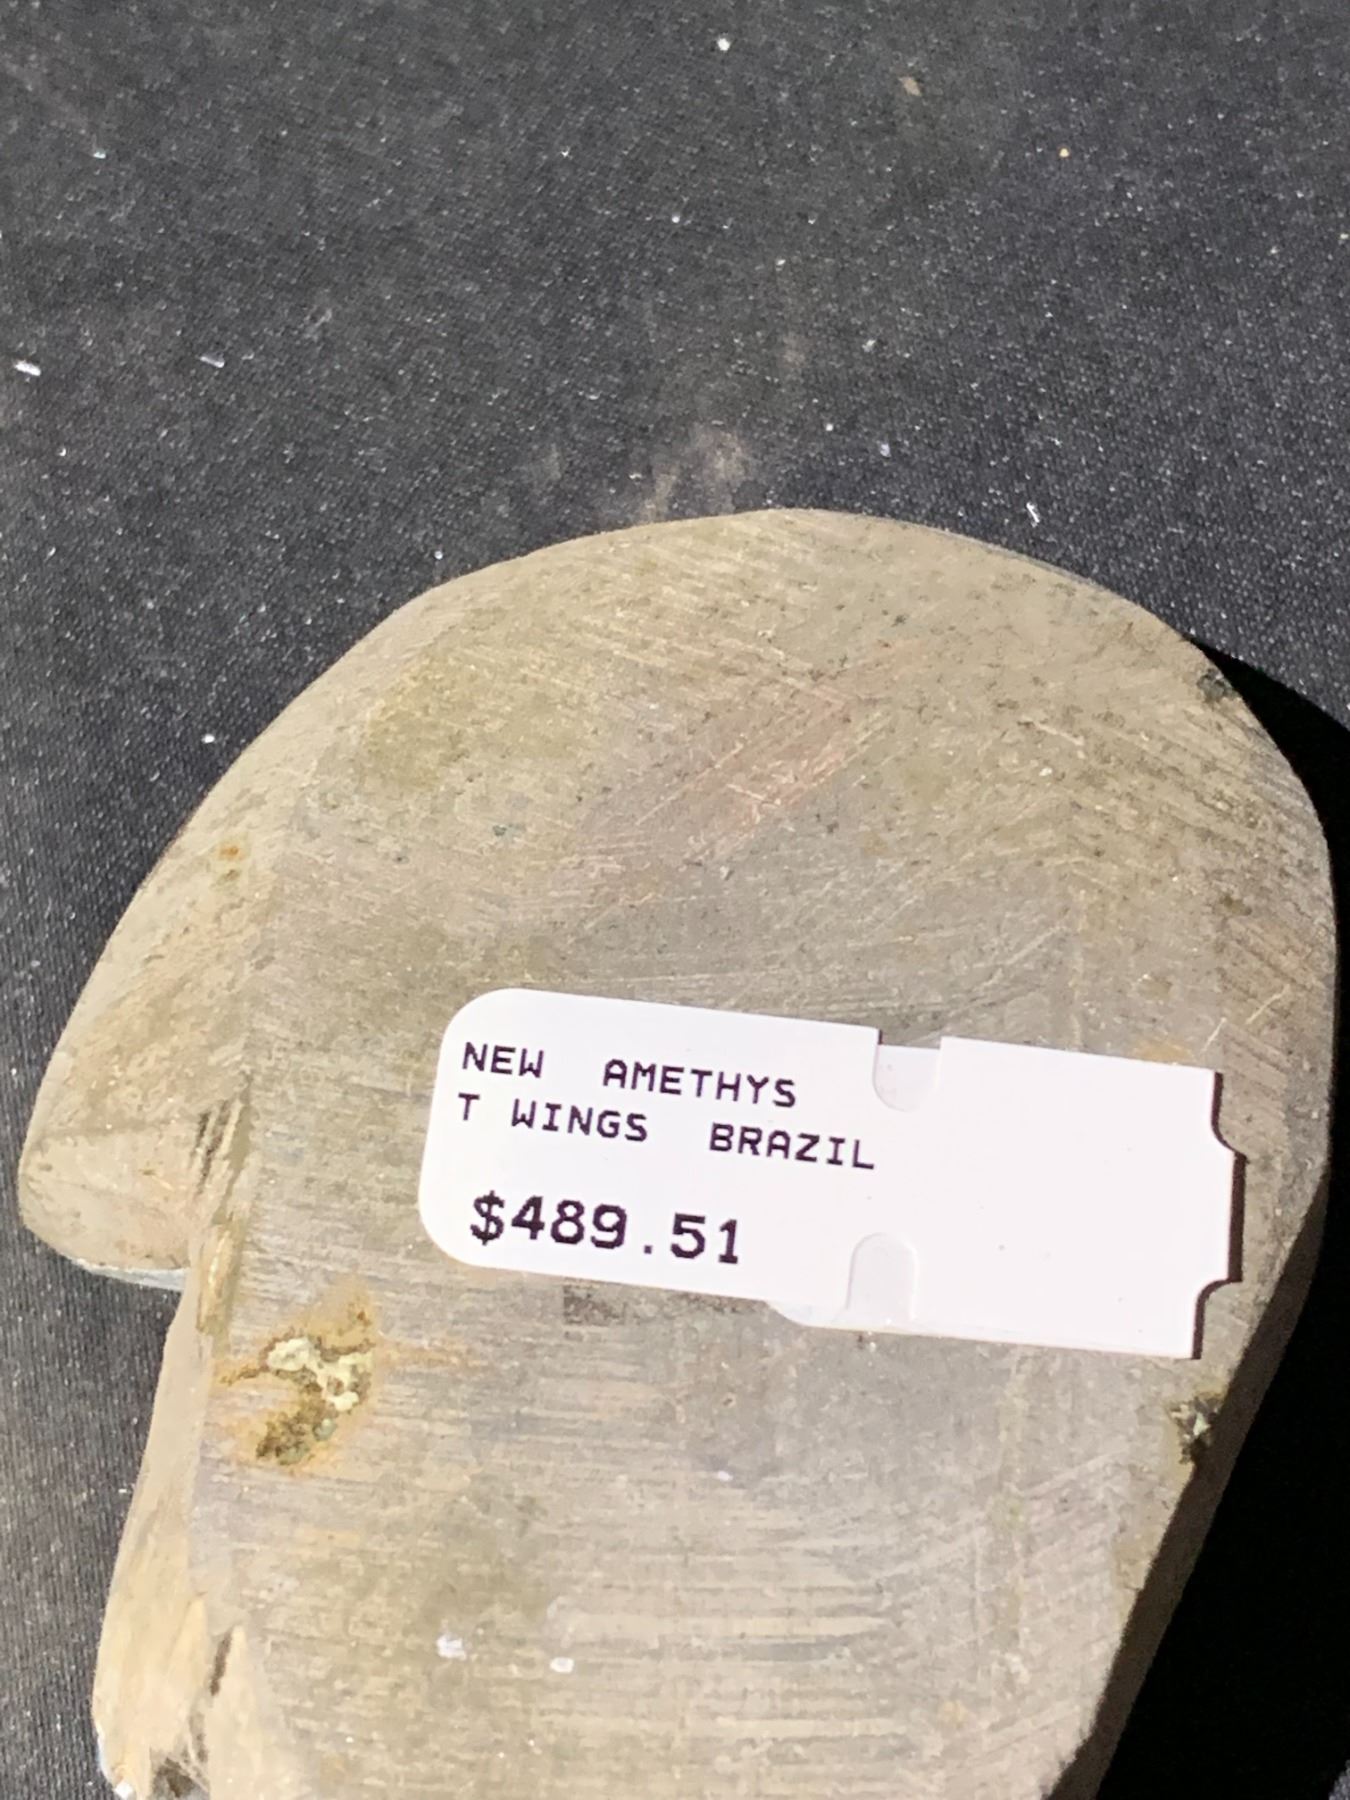 NEW AMETHYS
T WINGS BRAZIL
$489.51